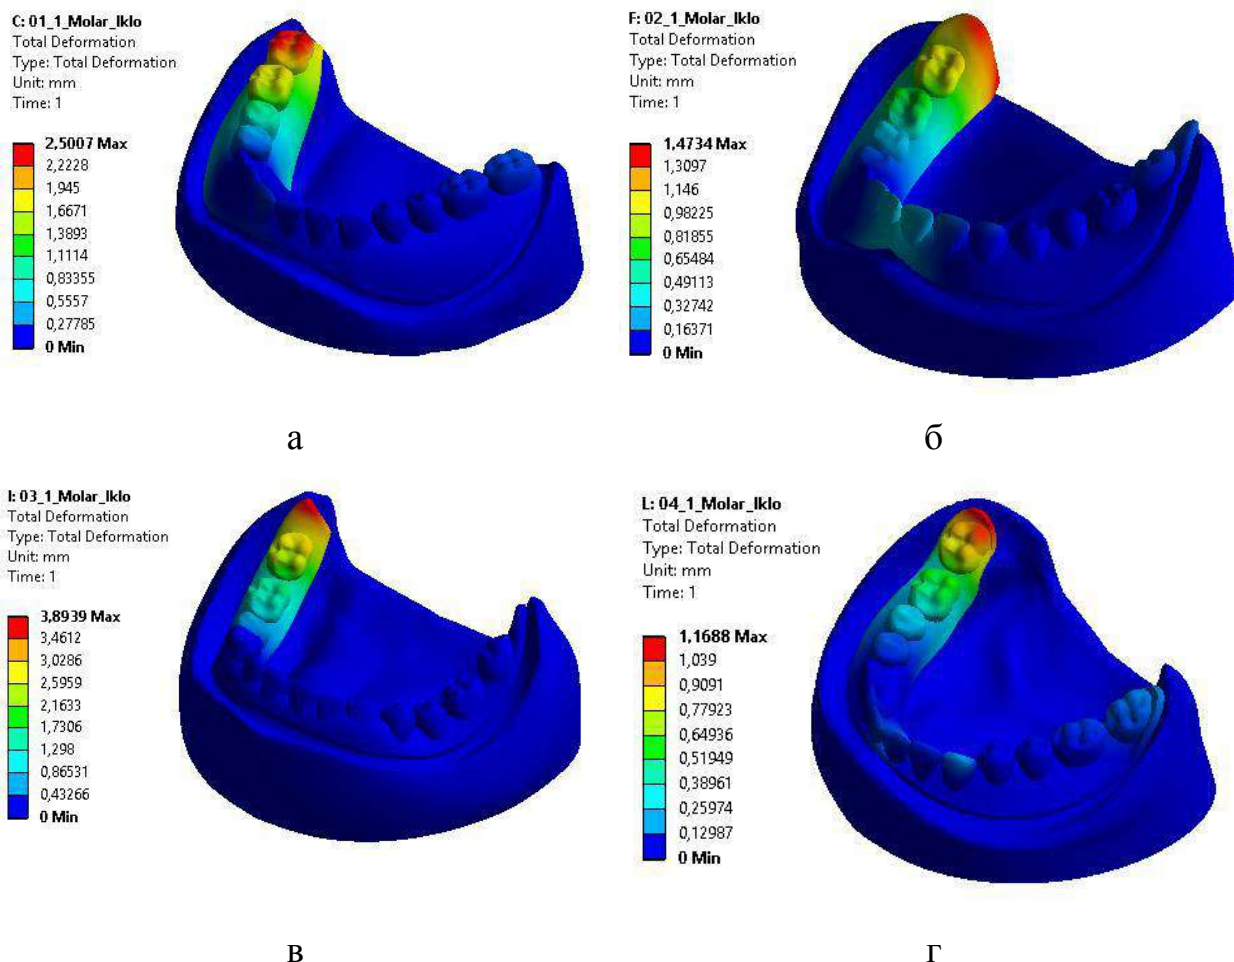 C: 01_1_Molar_Iklo
Total Deformation
Type: Total Deformation
Unit: mm
Time: 1
2,5007 Max
2,2228
1,945
1,6671
1,3893
1,1114
0,83355
0,5557
0,27785
0 Min
а
F: 02_1_Molar_Iklo
Total Deformation
Type: Total Deformation
Unit: mm
Time: 1
1,4734 Max
1,3097
1,146
0,98225
0,81855
0,65484
0,49113
0,32742
0,16371
0 Min
б
I: 03_1_Molar_Iklo
Total Deformation
Type: Total Deformation
Unit: mm
Time: 1
3,8939 Max
3,4612
3,0286
2,5959
2,1633
1,7306
1,298
0,86531
0,43266
0 Min
в
L: 04_1_Molar_Iklo
Total Deformation
Type: Total Deformation
Unit: mm
Time: 1
1,1688 Max
1,039
0,9091
0,77923
0,64936
0,51949
0,38961
0,25974
0,12987
0 Min
г